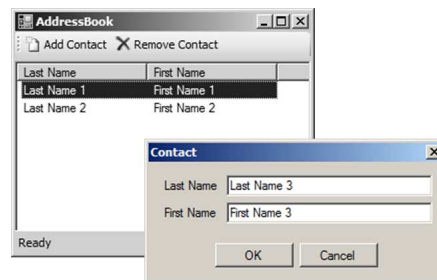 AddressBook
Add Contact Remove Contact
Last Name First Name
Last Name 1 First Name 1
Last Name 2 First Name 2
Contact
Last Name Last Name 3
First Name First Name 3
OK Cancel
Ready